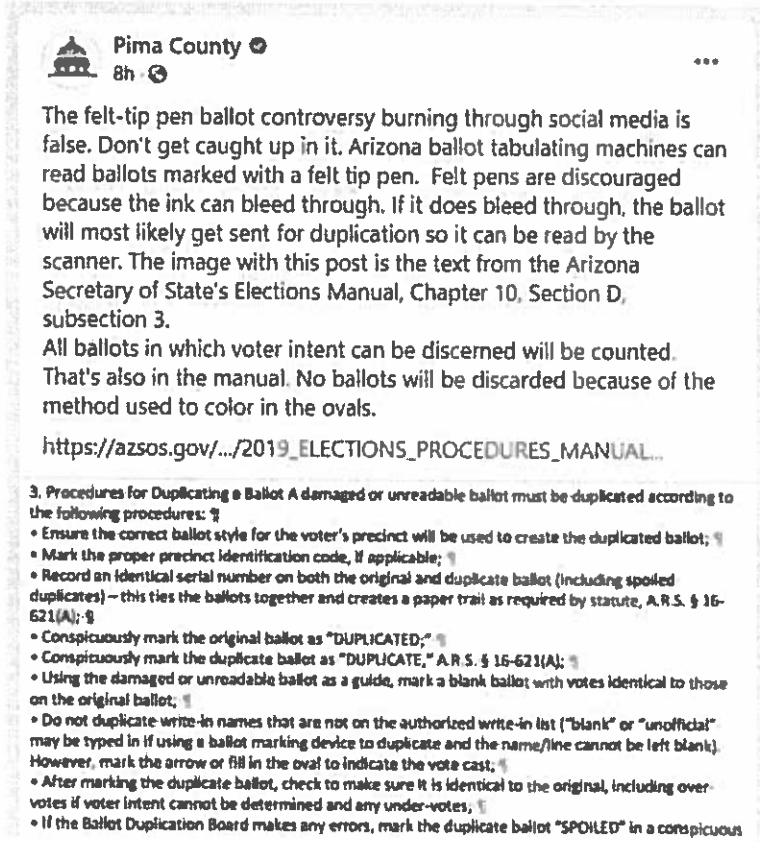 Pima County
8h
The felt-tip pen ballot controversy burning through social media is
false. Don't get caught up in it. Arizona ballot tabulating machines can
read ballots marked with a felt tip pen.  Felt pens are discouraged
because the ink can bleed through. If it does bleed through, the ballot
will most likely get sent for duplication so it can be read by the
scanner. The image with this post is the text from the Arizona
Secretary of State's Elections Manual, Chapter 10, Section D,
subsection 3.
All ballots in which voter intent can be discerned will be counted.
That's also in the manual. No ballots will be discarded because of the
method used to color in the ovals.
https://azsos.gov/.../2019_ELECTIONS_PROCEDURES_MANUAL...
3. Procedures for Duplicating a Ballot A damaged or unreadable ballot must be duplicated according to
the following procedures: ¶
• Ensure the correct ballot style for the voter's precinct will be used to create the duplicated ballot; ¶
• Mark the proper precinct identification code, if applicable; ¶
• Record an identical serial number on both the original and duplicate ballot (including spoiled
duplicates) – this ties the ballots together and creates a paper trail as required by statute, A.R.S. § 16-
621(A); ¶
• Conspicuously mark the original ballot as "DUPLICATED;" ¶
• Conspicuously mark the duplicate ballot as "DUPLICATE," A.R.S. § 16-621(A); ¶
• Using the damaged or unreadable ballot as a guide, mark a blank ballot with votes identical to those
on the original ballot; ¶
• Do not duplicate write-in names that are not on the authorized write-in list ("blank" or "unofficial"
may be typed in if using a ballot marking device to duplicate and the name/line cannot be left blank).
However, mark the arrow or fill in the oval to indicate the vote cast; ¶
• After marking the duplicate ballot, check to make sure it is identical to the original, including over-
votes if voter intent cannot be determined and any under-votes; ¶
• If the Ballot Duplication Board makes any errors, mark the duplicate ballot "SPOILED" in a conspicuous